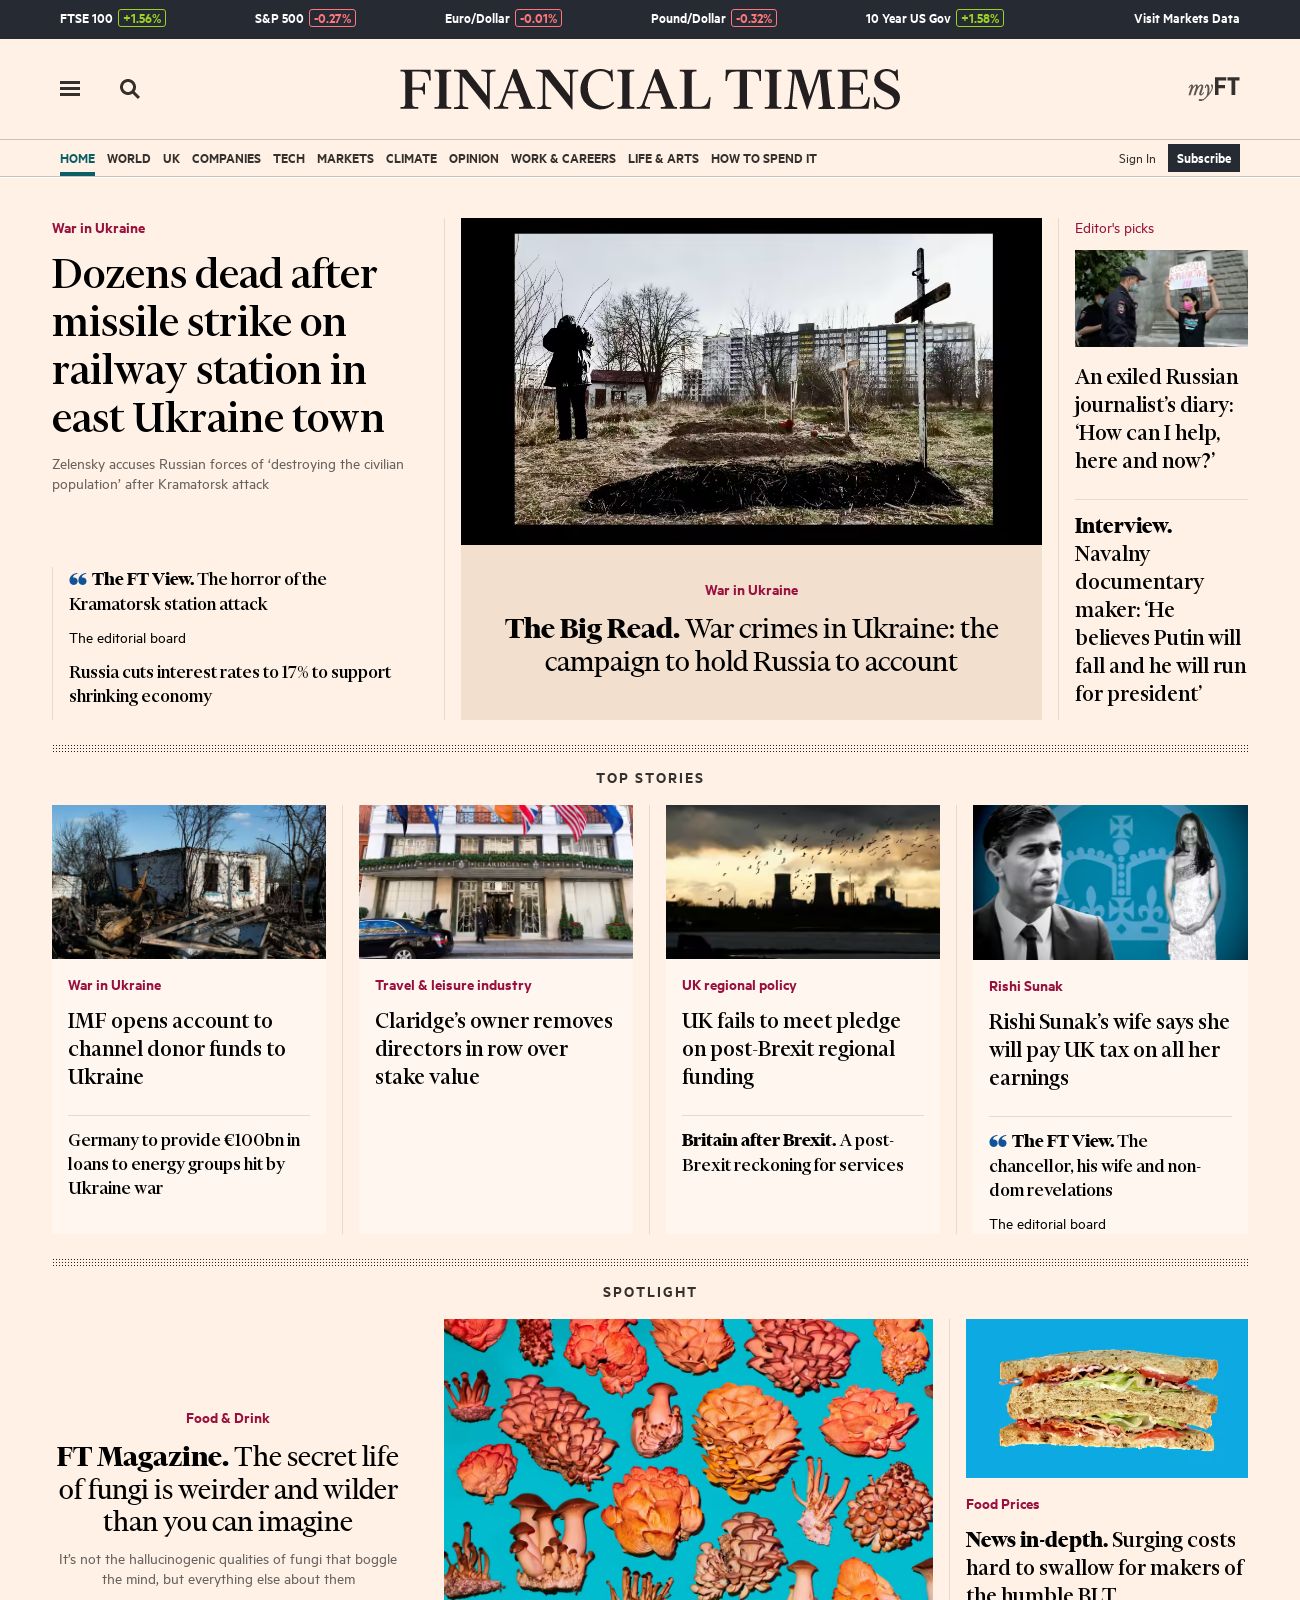 FTSE 100 +1.56% S&P 500 -0.27% Euro/Dollar -0.01% Pound/Dollar -0.32% 10 Year US Gov +1.58% Visit Markets Data
FINANCIAL TIMES
myFT
HOME WORLD UK COMPANIES TECH MARKETS CLIMATE OPINION WORK & CAREERS LIFE & ARTS HOW TO SPEND IT Sign In Subscribe
War in Ukraine
Dozens dead after
missile strike on
railway station in
east Ukraine town
Zelensky accuses Russian forces of ‘destroying the civilian
population’ after Kramatorsk attack
The FT View. The horror of the
Kramatorsk station attack
The editorial board
Russia cuts interest rates to 17% to support
shrinking economy
War in Ukraine
The Big Read. War crimes in Ukraine: the
campaign to hold Russia to account
Editor's picks
An exiled Russian
journalist’s diary:
‘How can I help,
here and now?’
Interview.
Navalny
documentary
maker: ‘He
believes Putin will
fall and he will run
for president’
TOP STORIES
War in Ukraine
IMF opens account to
channel donor funds to
Ukraine
Germany to provide €100bn in
loans to energy groups hit by
Ukraine war
Travel & leisure industry
Claridge’s owner removes
directors in row over
stake value
UK regional policy
UK fails to meet pledge
on post-Brexit regional
funding
Britain after Brexit. A post-
Brexit reckoning for services
Rishi Sunak
Rishi Sunak’s wife says she
will pay UK tax on all her
earnings
The FT View. The
chancellor, his wife and non-
dom revelations
The editorial board
SPOTLIGHT
Food & Drink
FT Magazine. The secret life
of fungi is weirder and wilder
than you can imagine
It’s not the hallucinogenic qualities of fungi that boggle
the mind, but everything else about them
Food Prices
News in-depth. Surging costs
hard to swallow for makers of
the humble BLT